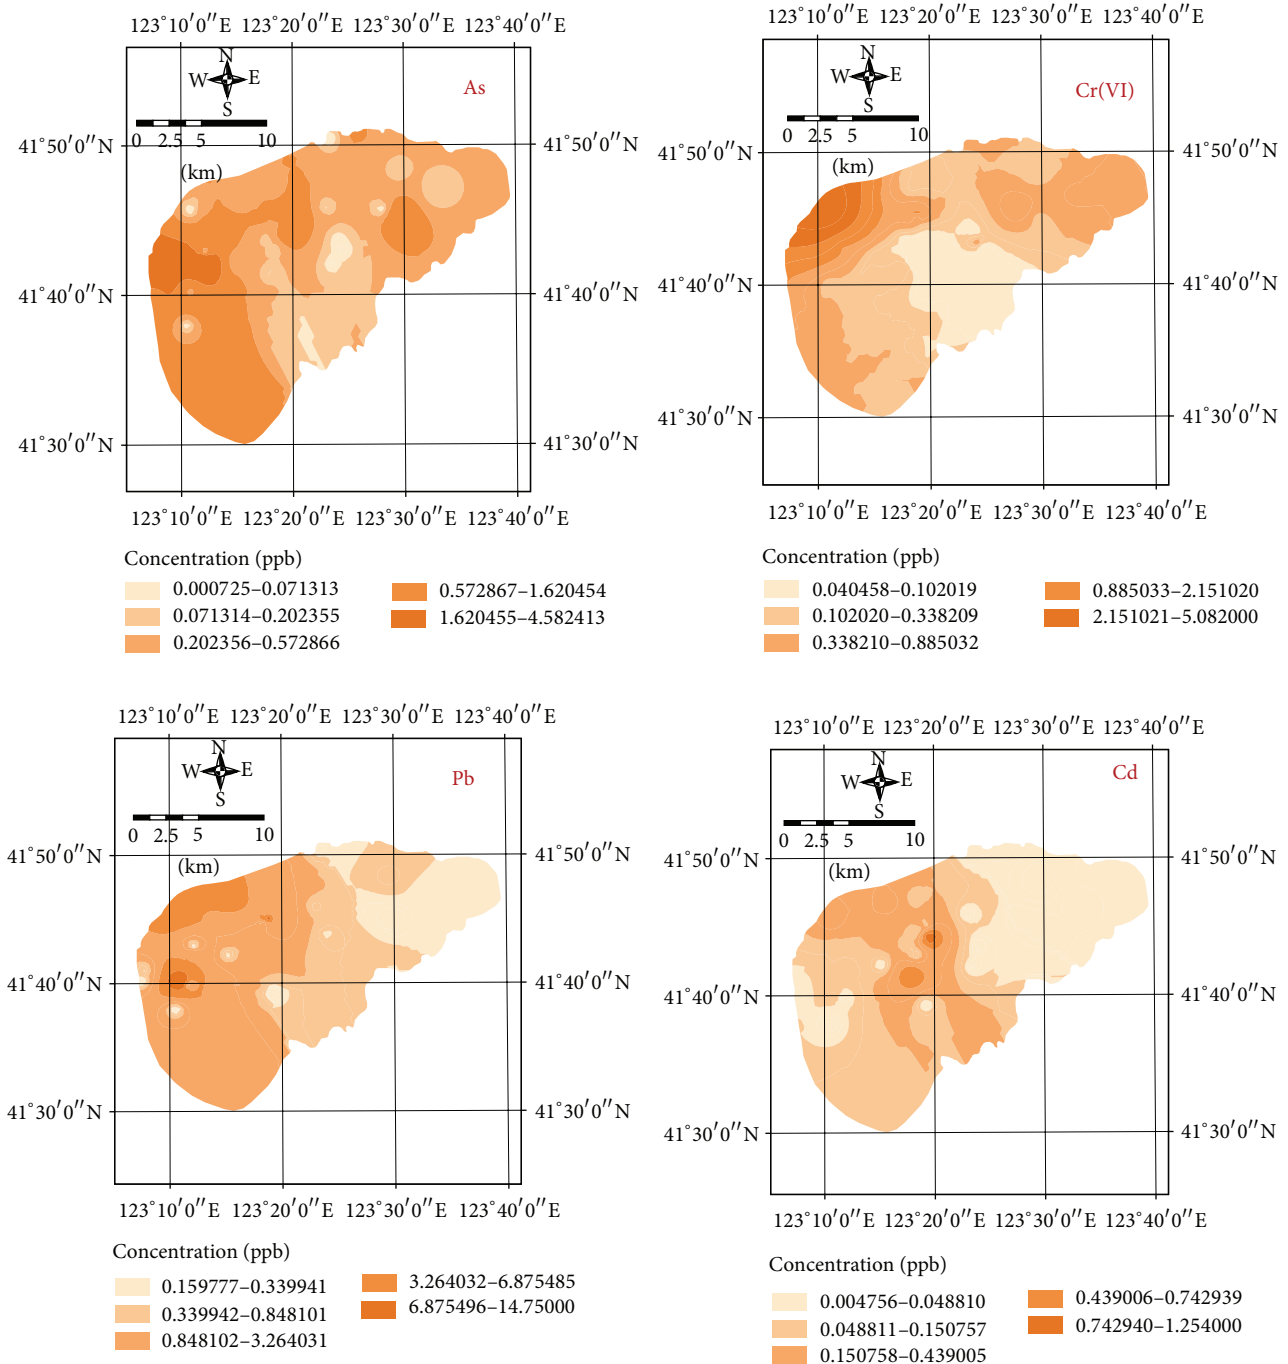 123°10′0″E 123°20′0″E 123°30′0″E 123°40′0″E
N
W E
S
As
0 2.5 5 10
(km)
41°50′0″N 41°50′0″N
41°40′0″N 41°40′0″N
41°30′0″N 41°30′0″N
123°10′0″E 123°20′0″E 123°30′0″E 123°40′0″E
Concentration (ppb)
0.000725–0.071313
0.071314–0.202355
0.202356–0.572866
0.572867–1.620454
1.620455–4.582413
123°10′0″E 123°20′0″E 123°30′0″E 123°40′0″E
N
W E
S
Cr(VI)
0 2.5 5 10
(km)
41°50′0″N 41°50′0″N
41°40′0″N 41°40′0″N
41°30′0″N 41°30′0″N
123°10′0″E 123°20′0″E 123°30′0″E 123°40′0″E
Concentration (ppb)
0.040458–0.102019
0.102020–0.338209
0.338210–0.885032
0.885033–2.151020
2.151021–5.082000
123°10′0″E 123°20′0″E 123°30′0″E 123°40′0″E
N
W E
S
Pb
0 2.5 5 10
(km)
41°50′0″N 41°50′0″N
41°40′0″N 41°40′0″N
41°30′0″N 41°30′0″N
123°10′0″E 123°20′0″E 123°30′0″E 123°40′0″E
Concentration (ppb)
0.159777–0.339941
0.339942–0.848101
0.848102–3.264031
3.264032–6.875485
6.875496–14.75000
123°10′0″E 123°20′0″E 123°30′0″E 123°40′0″E
N
W E
S
Cd
0 2.5 5 10
(km)
41°50′0″N 41°50′0″N
41°40′0″N 41°40′0″N
41°30′0″N 41°30′0″N
123°10′0″E 123°20′0″E 123°30′0″E 123°40′0″E
Concentration (ppb)
0.004756–0.048810
0.048811–0.150757
0.150758–0.439005
0.439006–0.742939
0.742940–1.254000